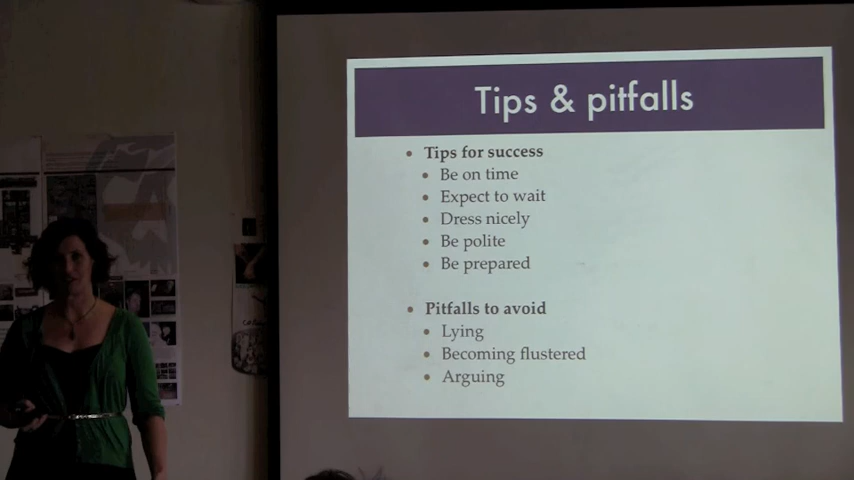 Tips & pitfalls
• Tips for success
• Be on time
• Expect to wait
• Dress nicely
• Be polite
• Be prepared
• Pitfalls to avoid
• Lying
• Becoming flustered
• Arguing